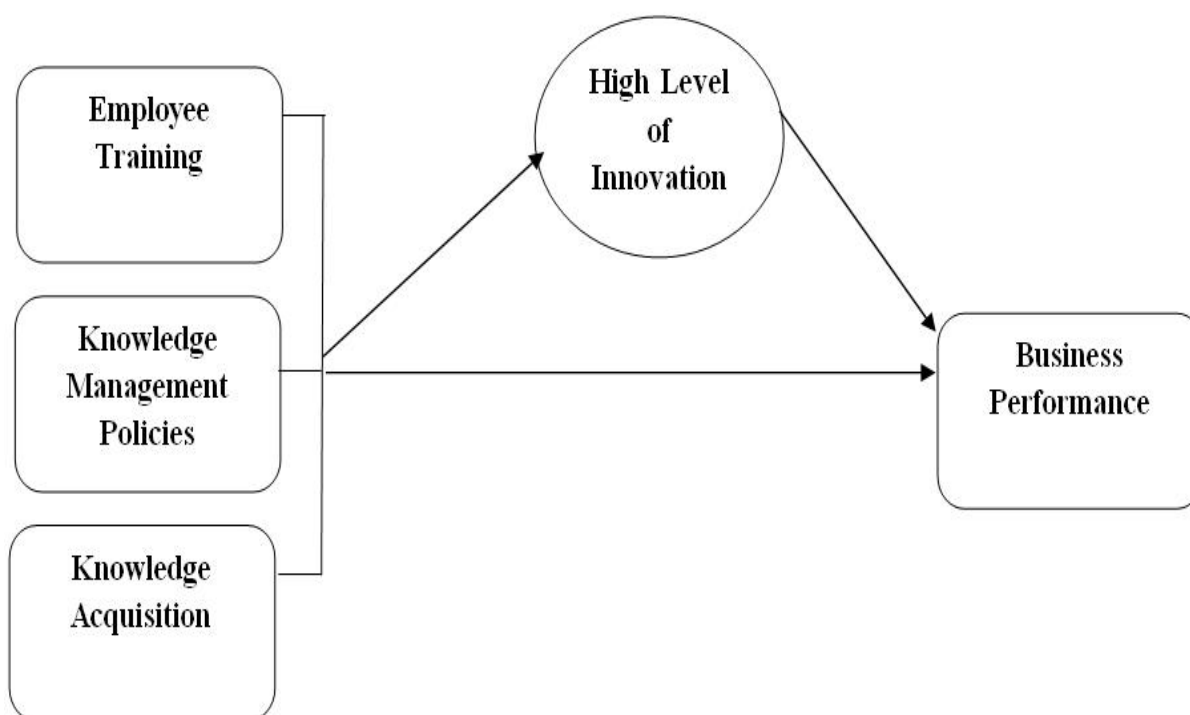 Employee
Training
Knowledge
Management
Policies
Knowledge
Acquisition
High Level
of
Innovation
Business
Performance